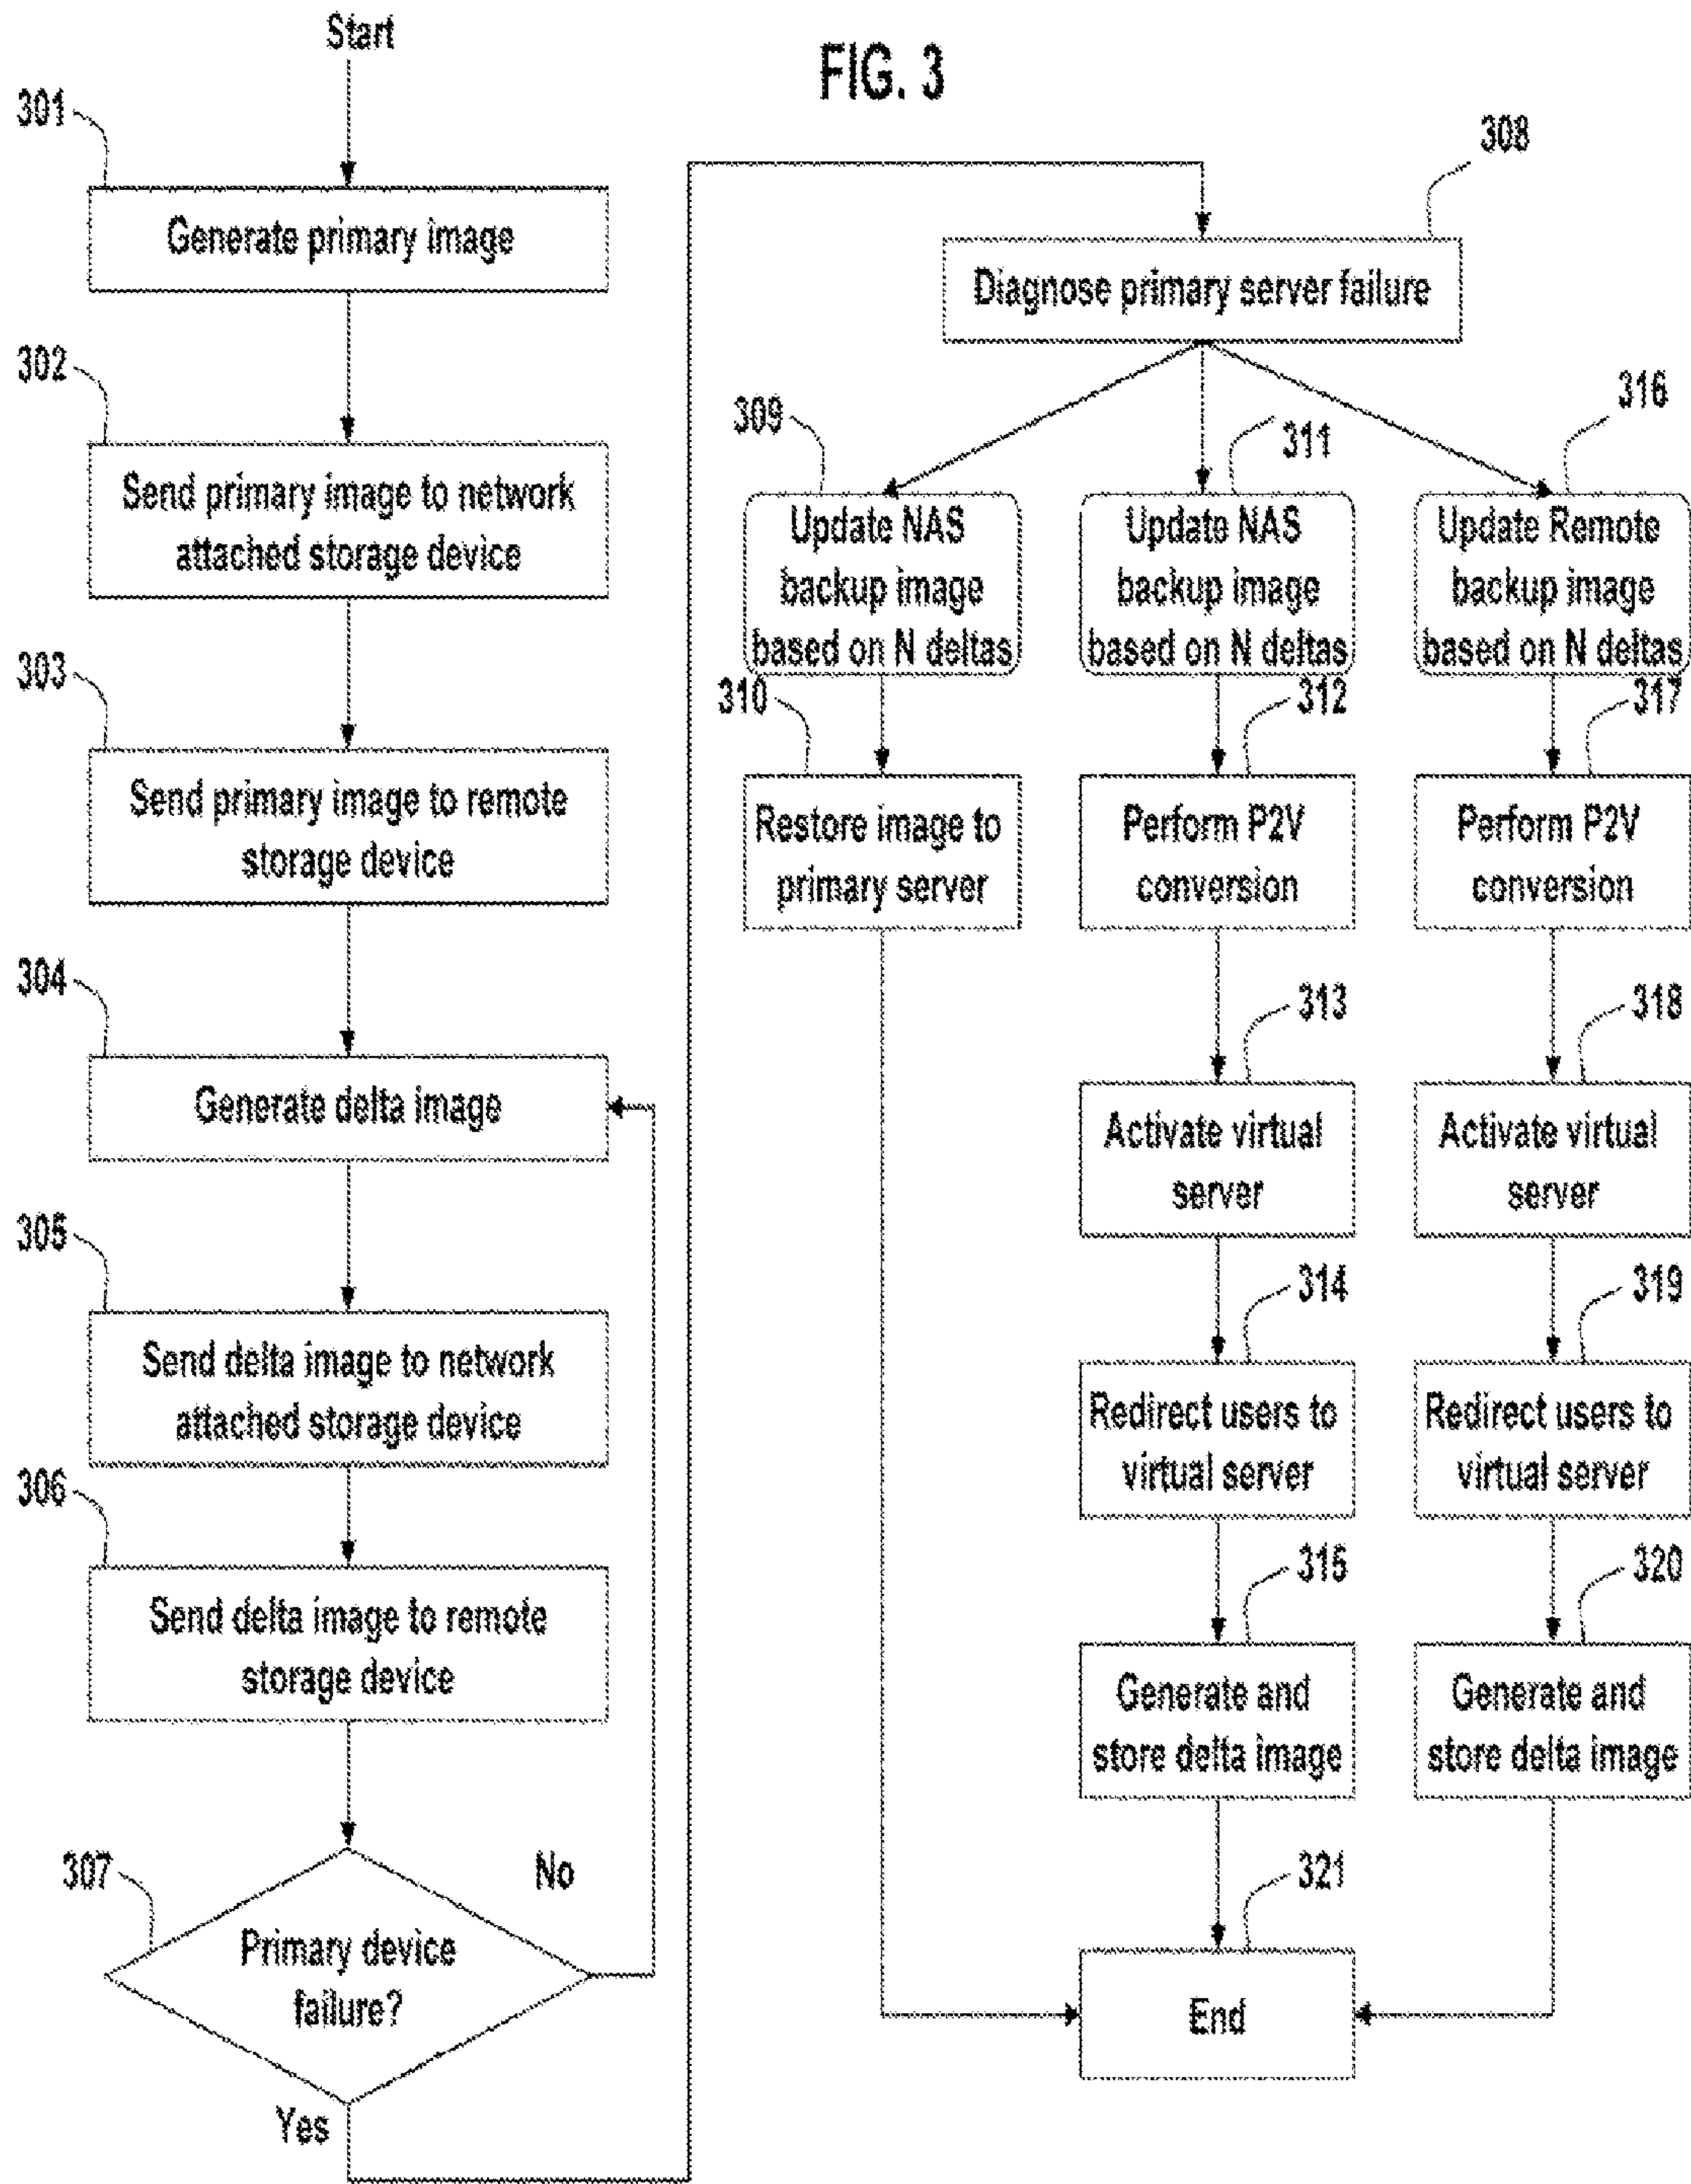 FIG. 3
Start
301
Generate primary image
302
Send primary image to network
attached storage device
303
Send primary image to remote
storage device
304
Generate delta image
305
Send delta image to network
attached storage device
306
Send delta image to remote
storage device
307
Primary device
failure?
No
Yes
308
Diagnose primary server failure
309
Update NAS
backup image
based on N deltas
310
Restore image to
primary server
311
Update NAS
backup image
based on N deltas
312
Perform P2V
conversion
313
Activate virtual
server
314
Redirect users to
virtual server
315
Generate and
store delta image
316
Update Remote
backup image
based on N deltas
317
Perform P2V
conversion
318
Activate virtual
server
319
Redirect users to
virtual server
320
Generate and
store delta image
321
End